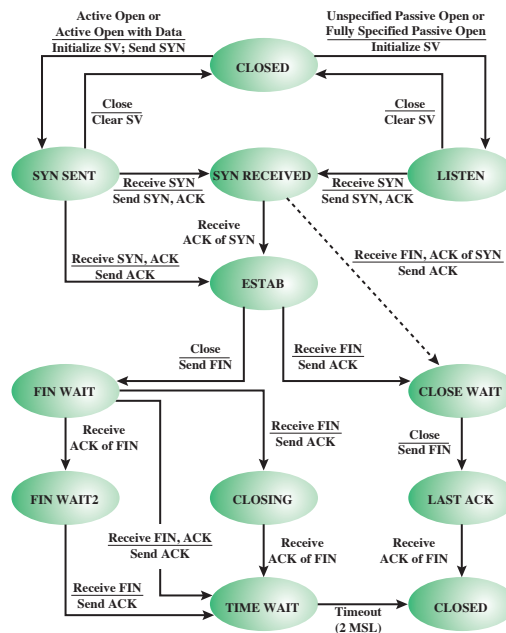 Active Open or
Active Open with Data
Initialize SV; Send SYN
Unspecified Passive Open or
Fully Specified Passive Open
Initialize SV
CLOSED
Close
Clear SV
Close
Clear SV
SYN SENT
SYN RECEIVED
LISTEN
Receive SYN
Send SYN, ACK
Receive SYN
Send SYN, ACK
Receive
ACK of SYN
Receive SYN, ACK
Send ACK
Receive FIN, ACK of SYN
Send ACK
ESTAB
Close
Send FIN
Receive FIN
Send ACK
FIN WAIT
CLOSE WAIT
Receive
ACK of FIN
Receive FIN
Send ACK
Close
Send FIN
FIN WAIT2
CLOSING
LAST ACK
Receive FIN, ACK
Send ACK
Receive
ACK of FIN
Receive
ACK of FIN
Receive FIN
Send ACK
TIME WAIT
Timeout
(2 MSL)
CLOSED